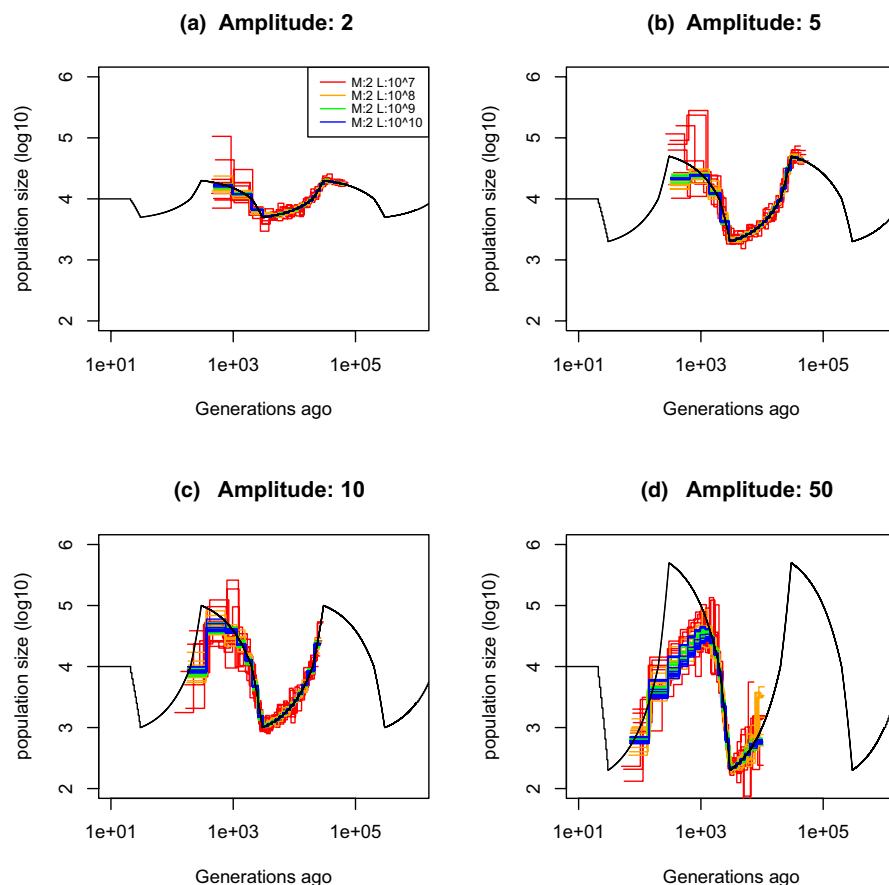 (a) Amplitude: 2
population size (log10)
6
5
4
3
2
M:2 L:10^7
M:2 L:10^8
M:2 L:10^9
M:2 L:10^10
1e+01 1e+03 1e+05
Generations ago
(b) Amplitude: 5
population size (log10)
6
5
4
3
2
1e+01 1e+03 1e+05
Generations ago
(c) Amplitude: 10
population size (log10)
6
5
4
3
2
1e+01 1e+03 1e+05
Generations ago
(d) Amplitude: 50
population size (log10)
6
5
4
3
2
1e+01 1e+03 1e+05
Generations ago